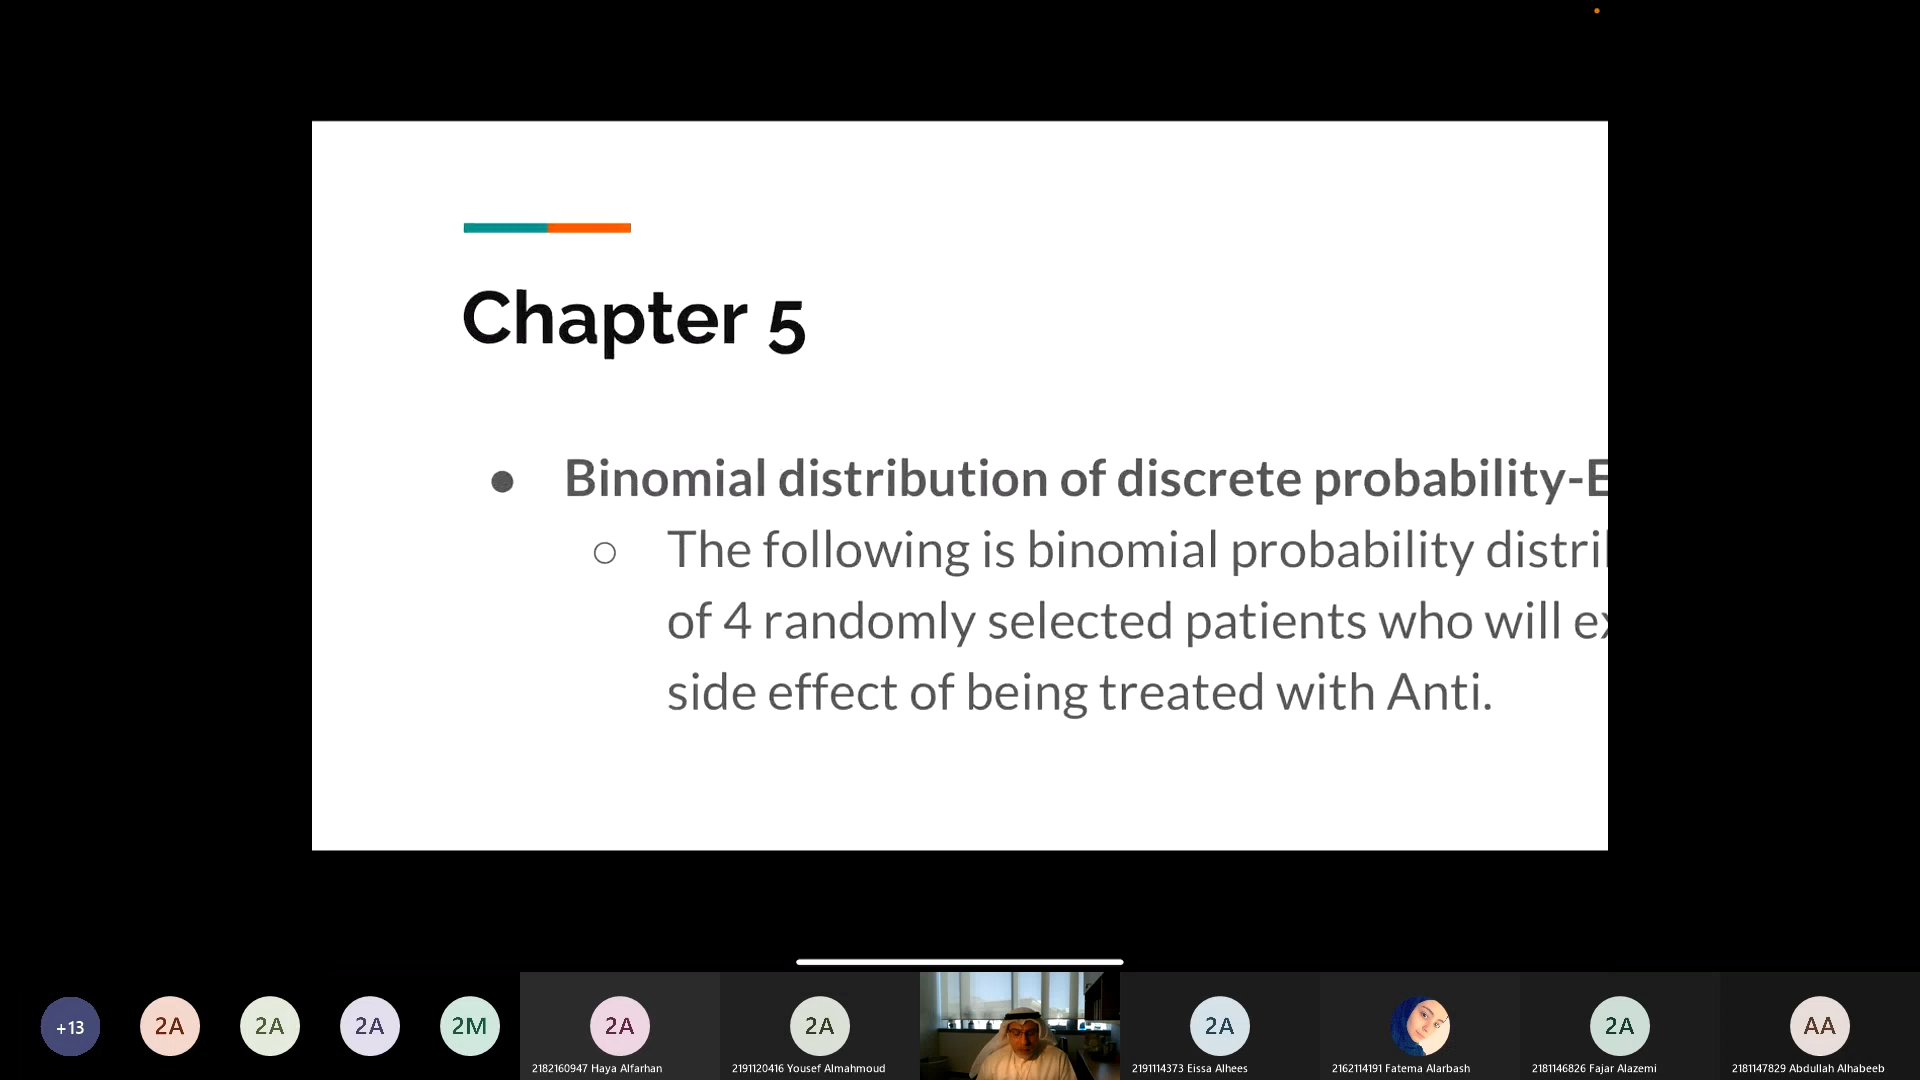 Chapter 5
● Binomial distribution of discrete probability-E
○ The following is binomial probability
of 4 randomly selected patients who will
side effect of being treated with Anti.
+13
2A
2A
2A
2M
2A
2A
2A
2A
AA
2182160947 Haya Alfarhan
2191120416 Yousef Almahmoud
2191114373 Eissa Alhees
2162114191 Fatema Alarbash
2181146826 Fajar Alazemi
2181147829 Abdullah Alhabeeb